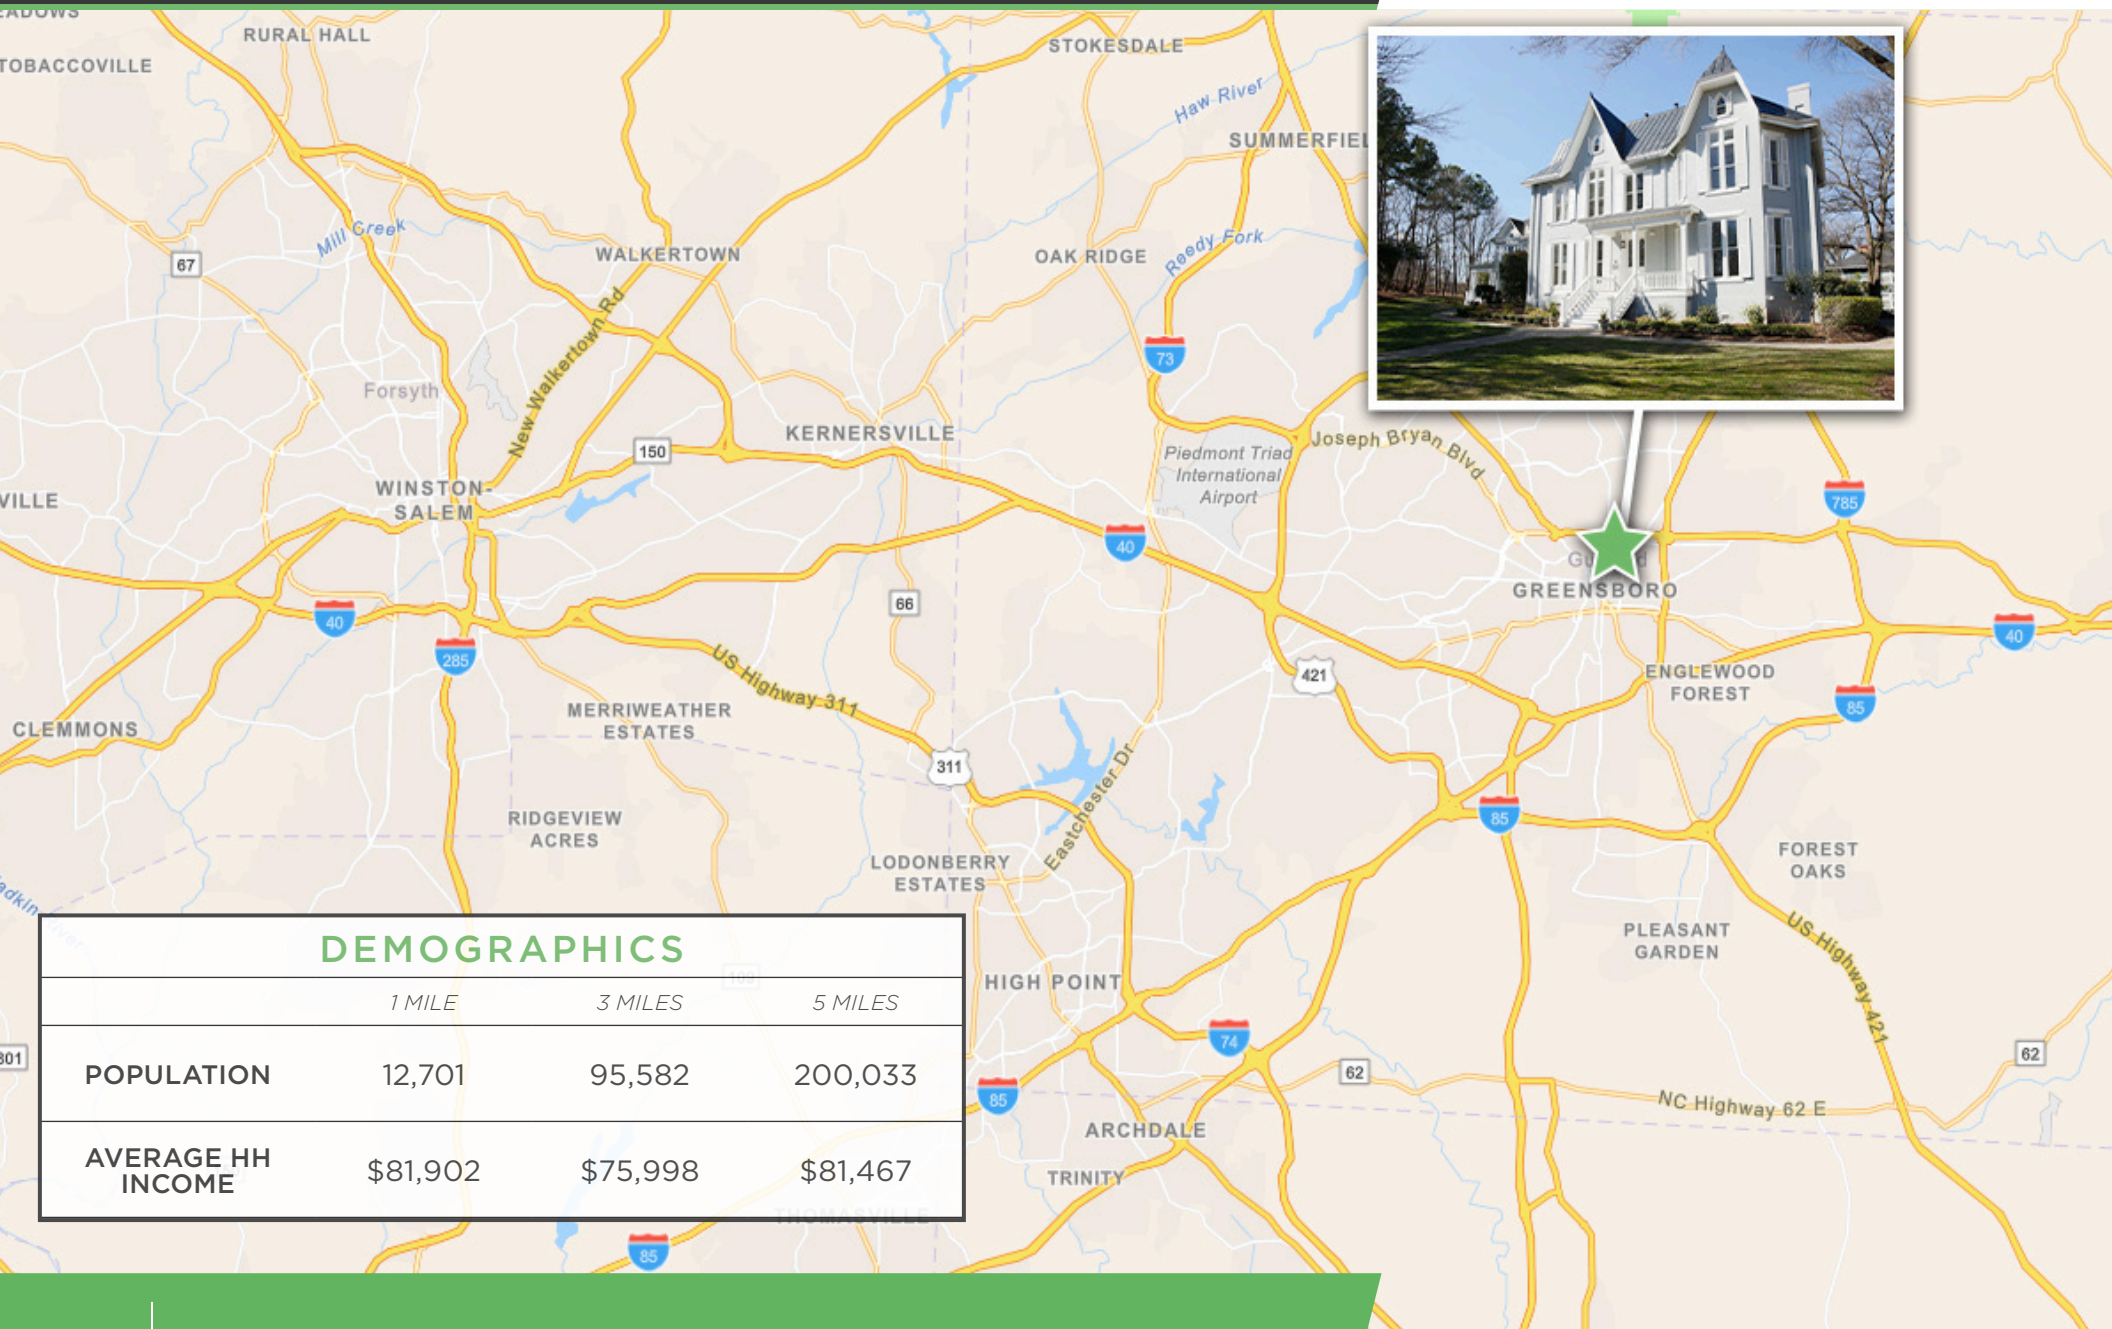 RURAL HALL
STOKESDALE
TOBACCOVILLE
Haw River
SUMMERFIEL
Mill Creek
67
WALKERTOWN
OAK RIDGE
Reedy Fork
New Walkertown Rd
73
Forsyth
150
KERNERSVILLE
Joseph Bryan Blvd
Piedmont Triad
International
Airport
WINSTON-
SALEM
VILLE
785
40
GREENSBORO
66
40
285
40
US Highway 311
421
ENGLEWOOD
FOREST
85
MERRIWEATHER
ESTATES
CLEMMONS
311
Eastchester Dr
RIDGEVIEW
ACRES
85
LODONBERRY
ESTATES
FOREST
OAKS
PLEASANT
GARDEN
US Highway 421
HIGH POINT
74
62
62
85
NC Highway 62 E
ARCHDALE
TRINITY
DEMOGRAPHICS
109
1 MILE 3 MILES 5 MILES
POPULATION 12,701 95,582 200,033
AVERAGE HH
INCOME $81,902 $75,998 $81,467
THOMASVILLE
801
85